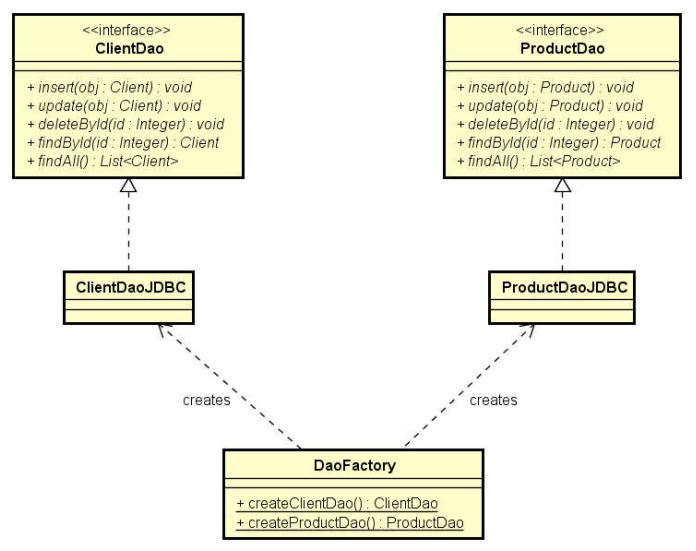 <<interface>>
ClientDao
+ insert(obj : Client) : void
+ update(obj : Client) : void
+ deleteById(id : Integer) : void
+ findById(id : Integer) : Client
+ findAll() : List<Client>
<<interface>>
ProductDao
+ insert(obj : Product) : void
+ update(obj : Product) : void
+ deleteById(id : Integer) : void
+ findById(id : Integer) : Product
+ findAll() : List<Product>
ClientDaoJDBC
ProductDaoJDBC
creates
creates
DaoFactory
+ createClientDao() : ClientDao
+ createProductDao() : ProductDao